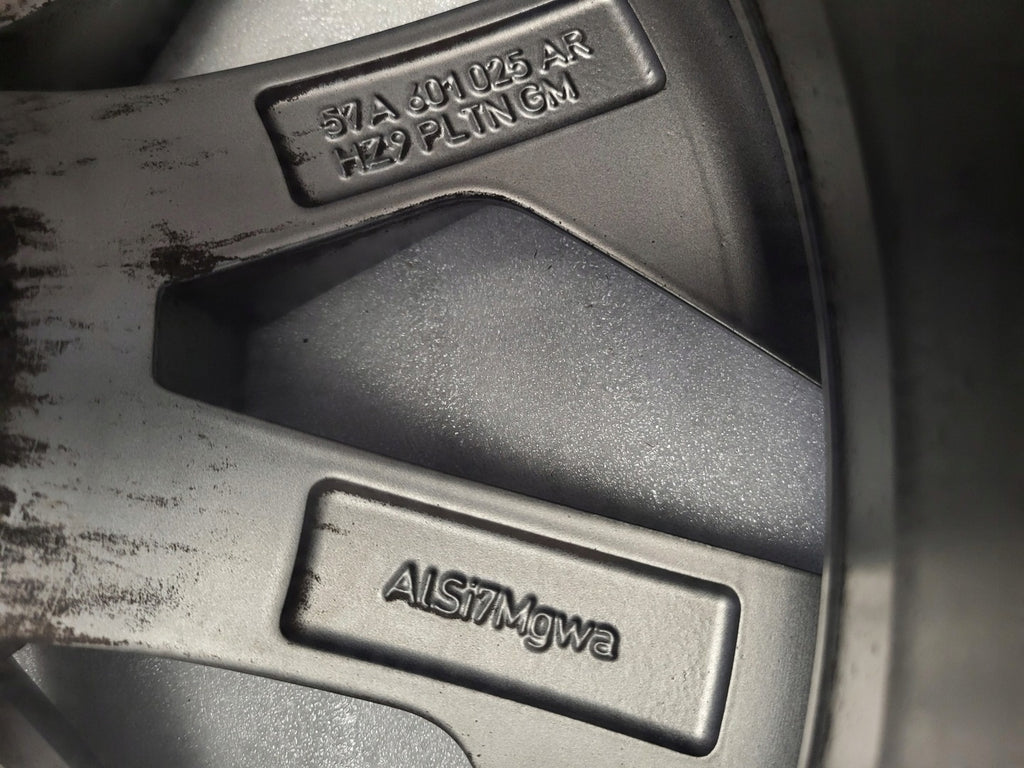 57A 601 025 AR
HZ9 PLTN GM
AlSi7Mgwa